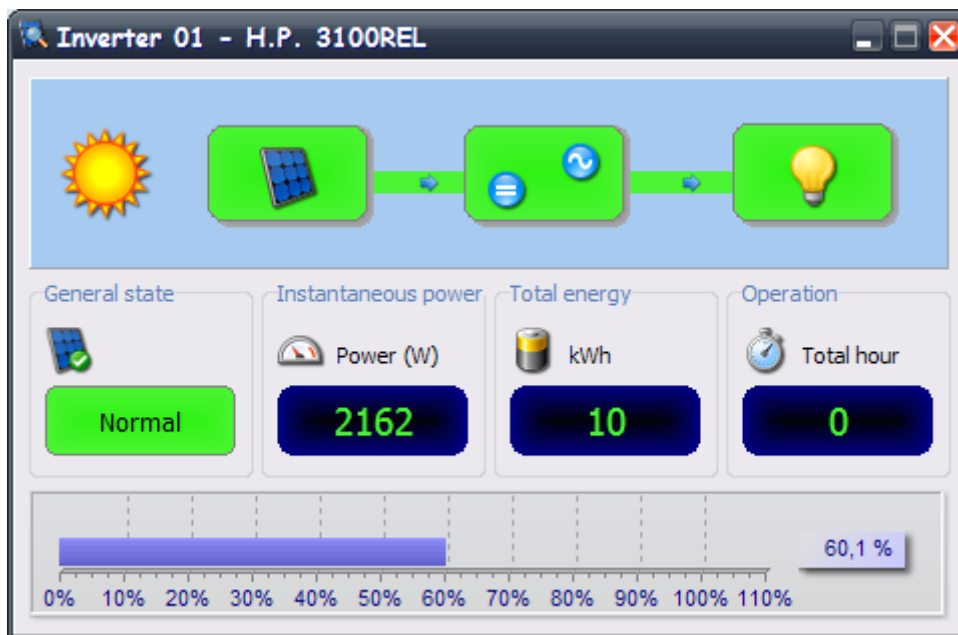 Inverter 01 - H.P. 3100REL
General state
Instantaneous power
Total energy
Operation
Power (W)
kWh
Total hour
Normal
2162
10
0
60,1 %
0% 10% 20% 30% 40% 50% 60% 70% 80% 90% 100% 110%